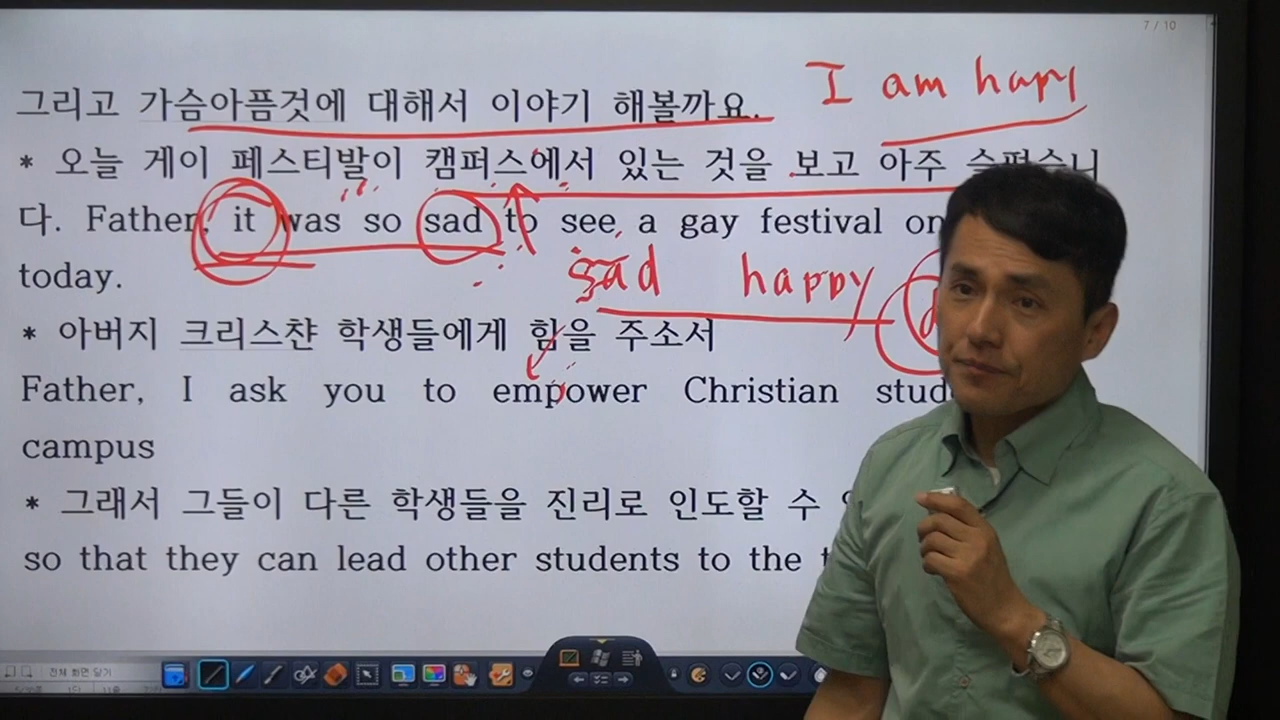 7 / 10
I am hapy
그리고 가슴아픔것에 대해서 이야기 해볼까요.
* 오늘 게이 페스티발이 캠퍼스에서 있는 것을 보고 아주 슬펐습니
다. Father, it was so sad to see, a gay festival on
sad happy
today.
* 아버지 크리스챤 학생들에게 힘을 주소서
Father, I ask you to empower Christian stud
campus
* 그래서 그들이 다른 학생들을 진리로 인도할 수
so that they can lead other students to the t
전체 화면 닫기